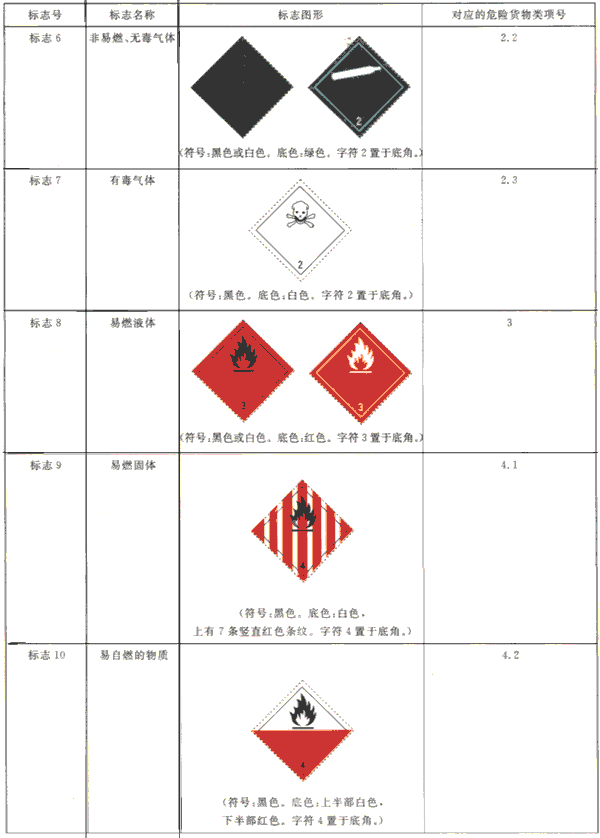 标志号 标志名称 标志图形 对应的危险货物类项号
标志6 非易燃、无毒气体 2.2
2
(符号:黑色或白色。底色:绿色。字符2置于底角。)
标志7 有毒气体 2.3
2
(符号:黑色。底色:白色。字符2置于底角。)
标志8 易燃液体 3
3 3
(符号:黑色或白色。底色:红色。字符3置于底角。)
标志9 易燃固体 4.1
4
(符号:黑色。底色:白色,
上有7条竖直红色条纹。字符4置于底角。)
标志10 易自燃的物质 4.2
4
(符号:黑色。底色:上半部白色,
下半部红色。字符4置于底角。)